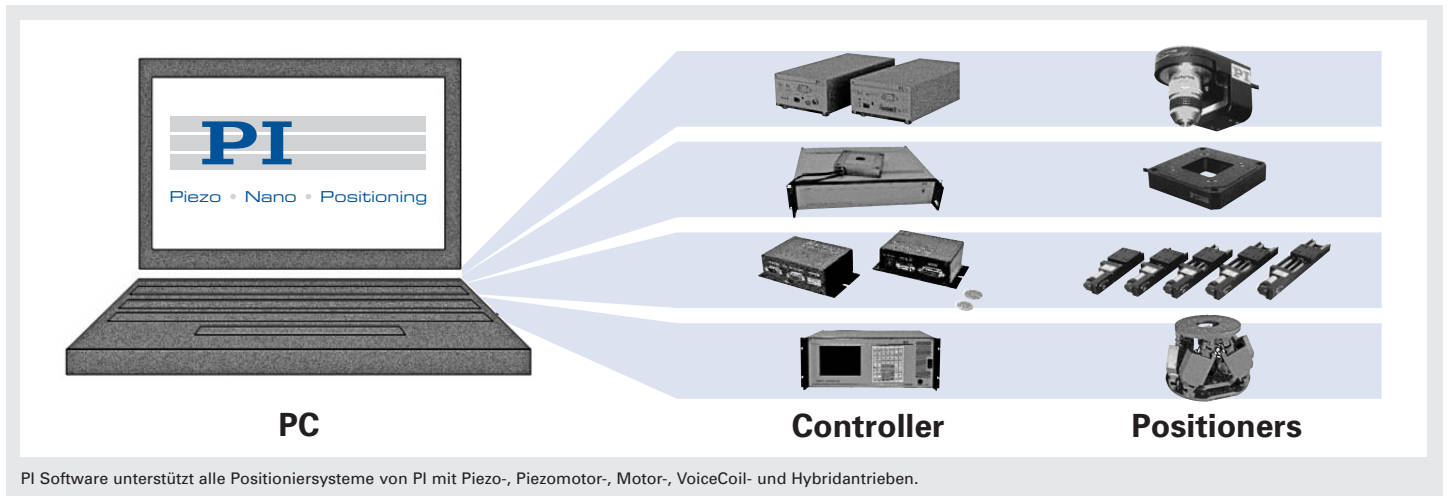 PI
Piezo • Nano • Positioning
PI
PC
Controller
Positioners
PI Software unterstützt alle Positioniersysteme von PI mit Piezo-, Piezomotor-, Motor-, VoiceCoil- und Hybridantrieben.